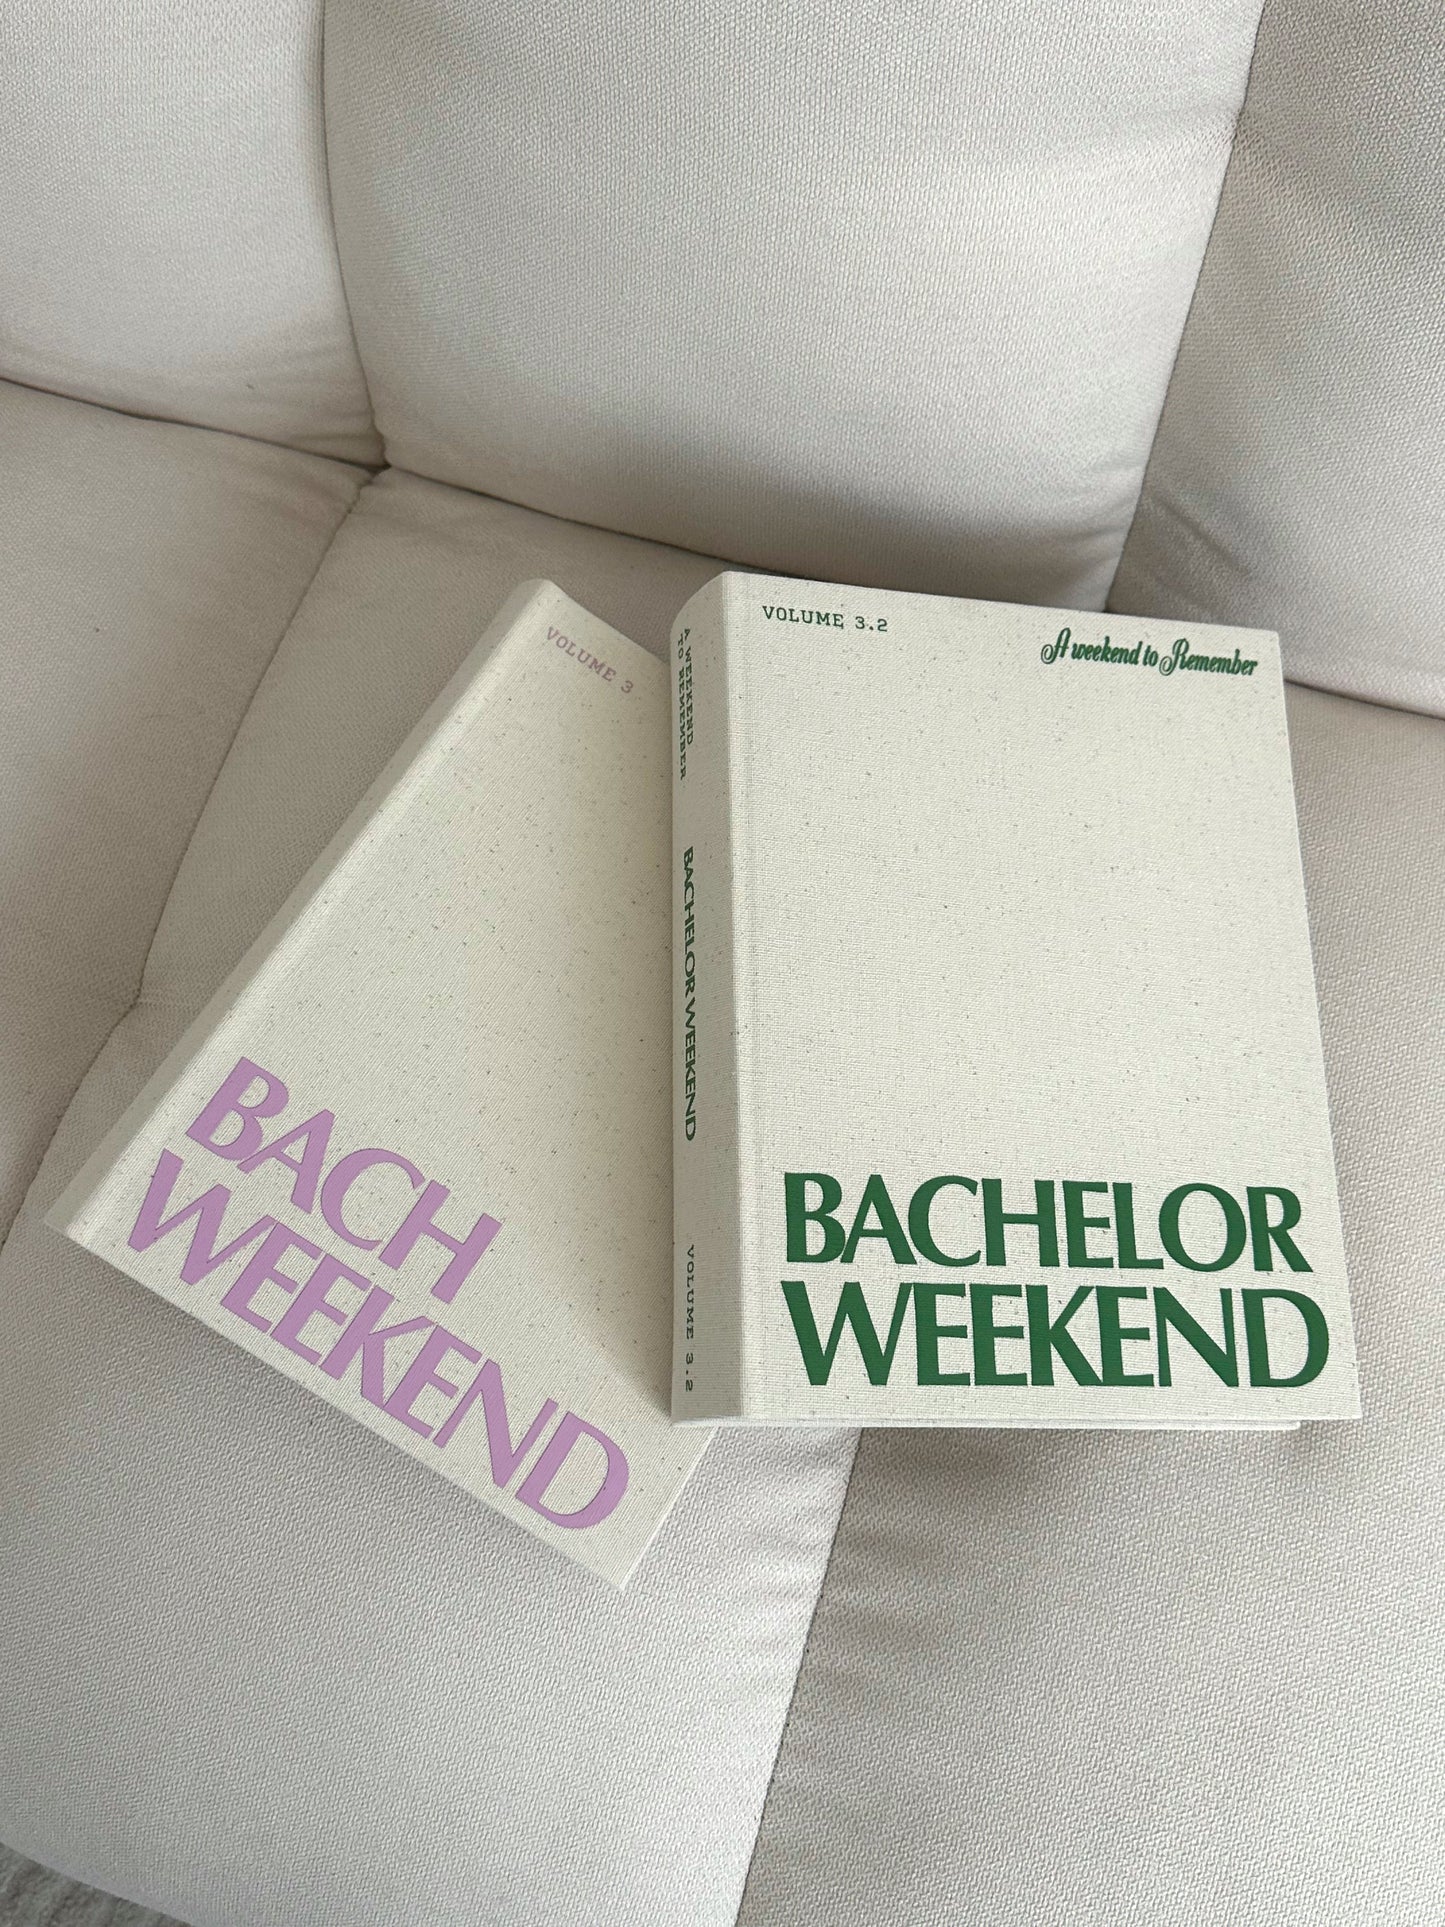 VOLUME 3
BACH
WEEKEND
A WEEKEND
TO REMEMBER
BACHELOR WEEKEND
VOLUME 3.2
VOLUME 3.2
A weekend to Remember
BACHELOR
WEEKEND